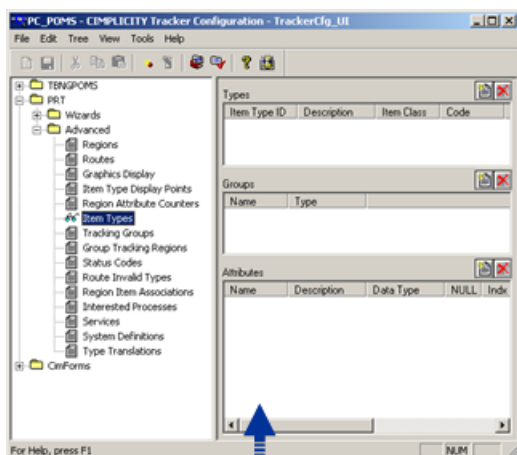 PC_POMS - CIMPLICITY Tracker Configuration - TrackerCfg_UI
File Edit Tree View Tools Help
TBNGPOMS
PRT
Wizards
Advanced
Regions
Routes
Graphics Display
Item Type Display Points
Region Attribute Counters
Item Types
Tracking Groups
Group Tracking Regions
Status Codes
Route Invalid Types
Region Item Associations
Interested Processes
Services
System Definitions
Type Translations
CimForms
Types
Item Type ID Description Item Class Code
Groups
Name Type
Attributes
Name Description Data Type NULL Inde
For Help, press F1 NUM